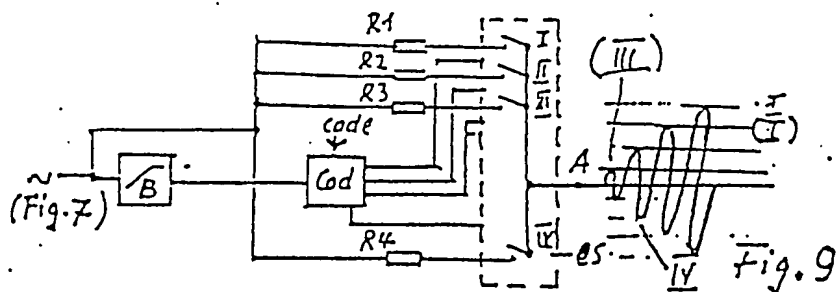 R1 I
R2 II (III)
R3 III I
code (I)
Cod A
~ B
(Fig. 7)
R4 IV es
IV Fig. 9